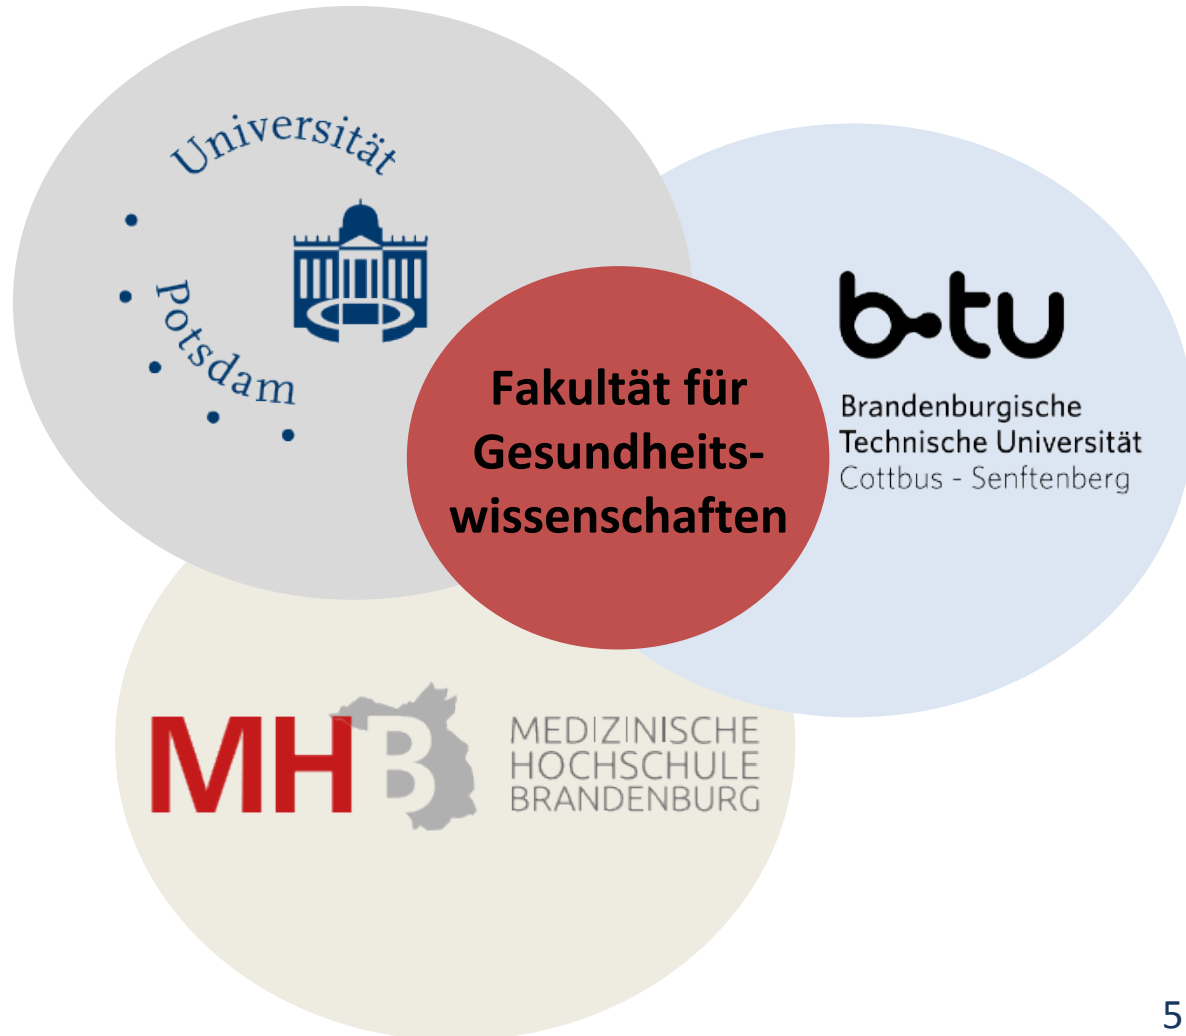 Universität
Potsdam
b-tu
Brandenburgische
Technische Universität
Cottbus - Senftenberg
Fakultät für
Gesundheits-
wissenschaften
MHB
MEDIZINISCHE
HOCHSCHULE
BRANDENBURG
5